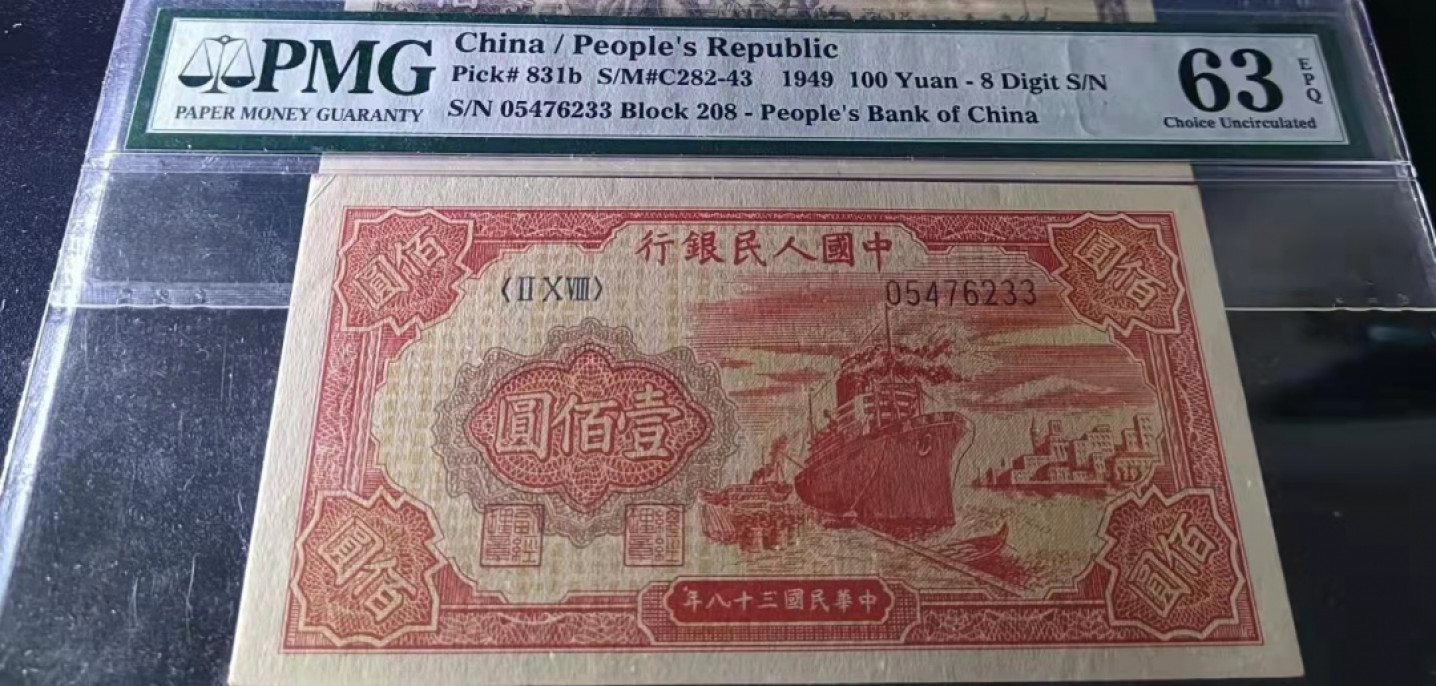 PMG
PAPER MONEY GUARANTY
China / People's Republic
Pick# 831b S/M#C282-43 1949 100 Yuan - 8 Digit S/N
S/N 05476233 Block 208 - People's Bank of China
63
EPQ
Choice Uncirculated
行銀民人國中
圓佰
圓佰
〈II X VIII〉
05476233
圓佰壹
圓佰
圓佰
年八十三國民華中